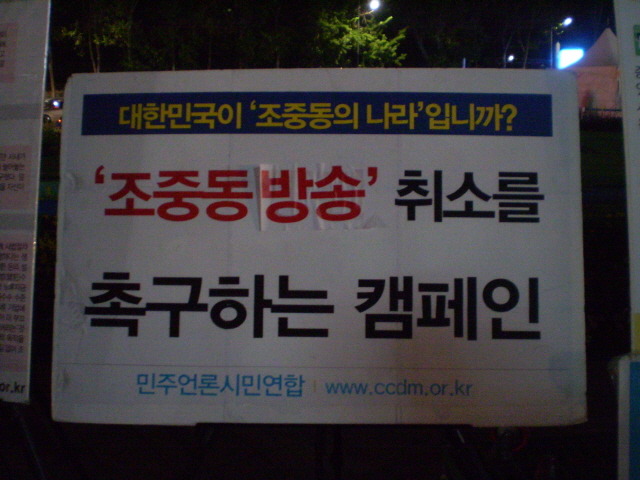 대한민국이 '조중동의 나라'입니까?
'조중동 방송' 취소를
촉구하는 캠페인
민주언론시민연합 | www.ccdm.or.kr
or.kr